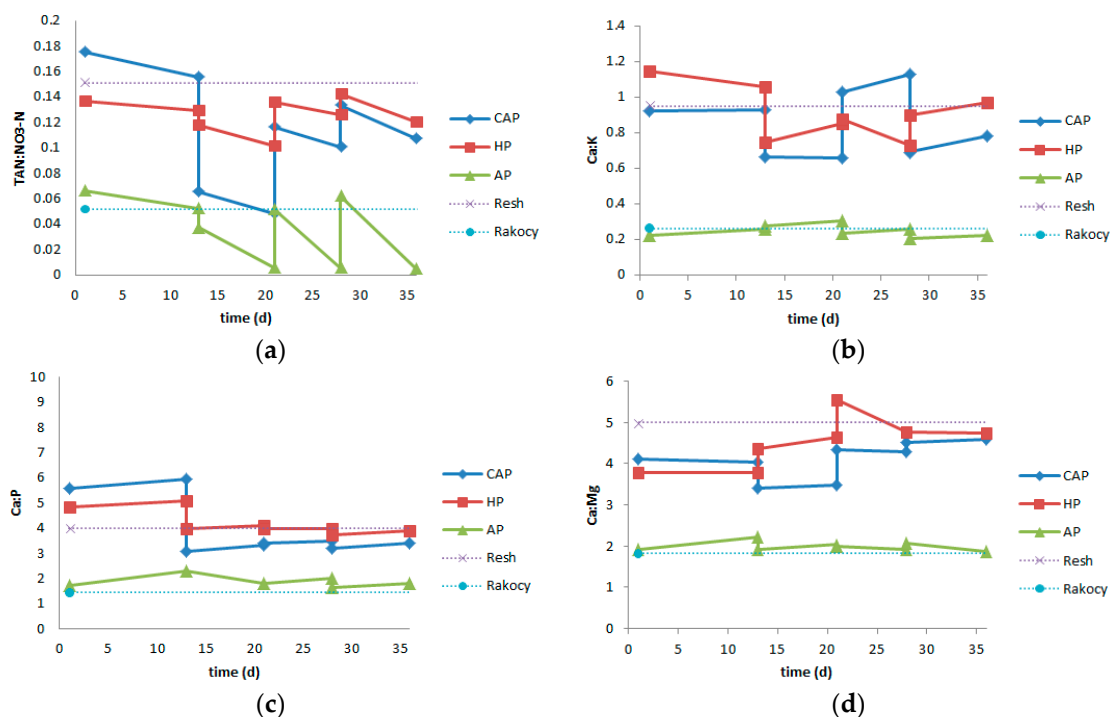 0.2
0.18
0.16
0.14
0.12
0.1
0.08
0.06
0.04
0.02
0
TAN:NO3-N
0 5 10 15 20 25 30 35
time (d)
CAP
HP
AP
Resh
Rakocy
(a)
1.4
1.2
1
0.8
0.6
0.4
0.2
0
Ca:K
0 5 10 15 20 25 30 35
time (d)
CAP
HP
AP
Resh
Rakocy
(b)
10
9
8
7
6
5
4
3
2
1
0
Ca:P
0 5 10 15 20 25 30 35
time (d)
CAP
HP
AP
Resh
Rakocy
(c)
6
5
4
3
2
1
0
Ca:Mg
0 5 10 15 20 25 30 35
time (d)
CAP
HP
AP
Resh
Rakocy
(d)